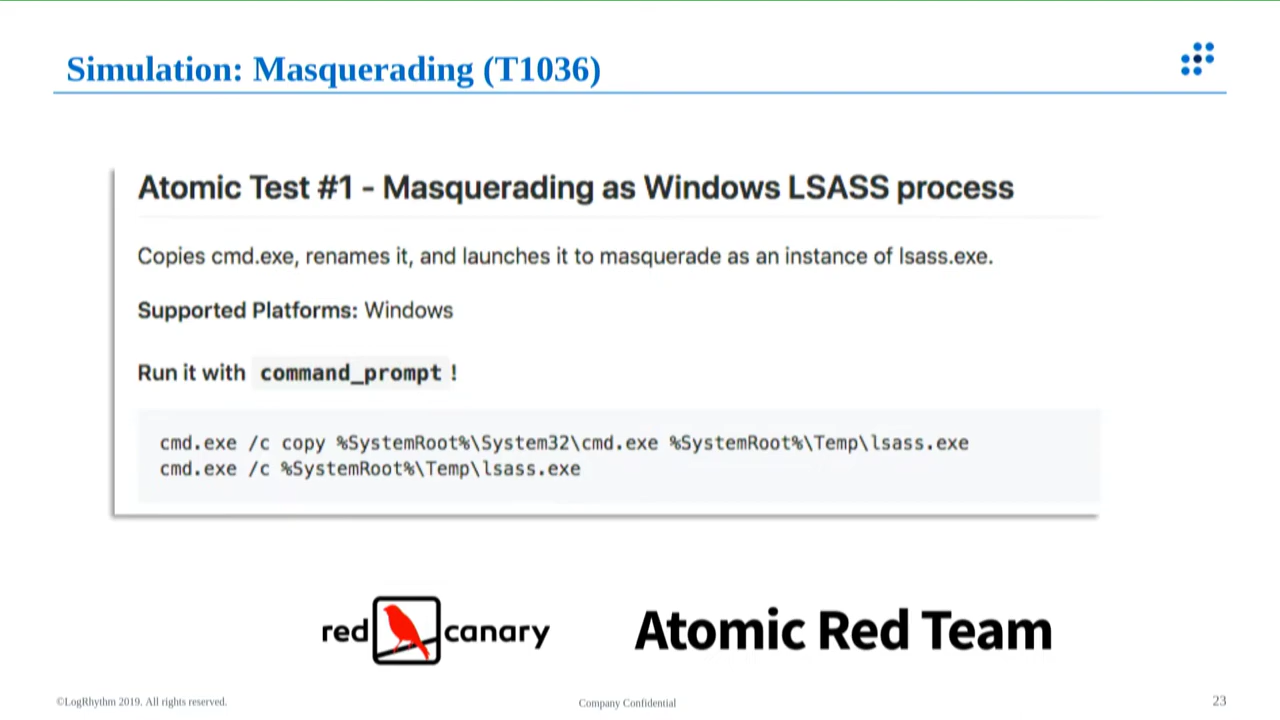 Simulation: Masquerading (T1036)
Atomic Test #1 - Masquerading as Windows LSASS process
Copies cmd.exe, renames it, and launches it to masquerade as an instance of lsass.exe.
Supported Platforms: Windows
Run it with command_prompt !
cmd.exe /c copy %SystemRoot%\System32\cmd.exe %SystemRoot%\Temp\lsass.exe
cmd.exe /c %SystemRoot%\Temp\lsass.exe
red canary
Atomic Red Team
©LogRhythm 2019. All rights reserved.
Company Confidential
23